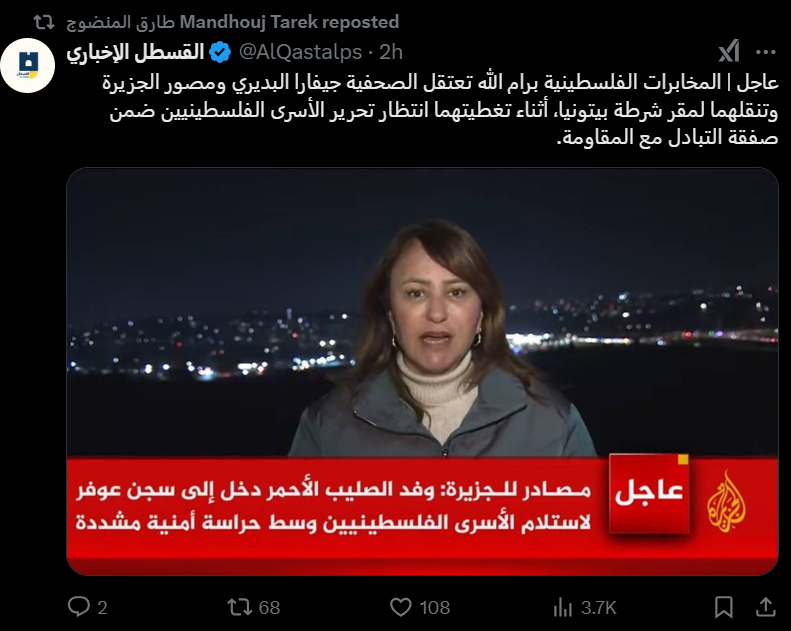 طارق المنضوج Mandhouj Tarek reposted
القسطل الإخباري @AlQastalps · 2h
عاجل | المخابرات الفلسطينية برام الله تعتقل الصحفية جيفارا البديري ومصور الجزيرة
وتنقلهما لمقر شرطة بيتونيا، أثناء تغطيتهما انتظار تحرير الأسرى الفلسطينيين ضمن
صفقة التبادل مع المقاومة.
عاجل
مصادر للجزيرة: وفد الصليب الأحمر دخل إلى سجن عوفر
لاستلام الأسرى الفلسطينيين وسط حراسة أمنية مشددة
2 68 108 3.7K